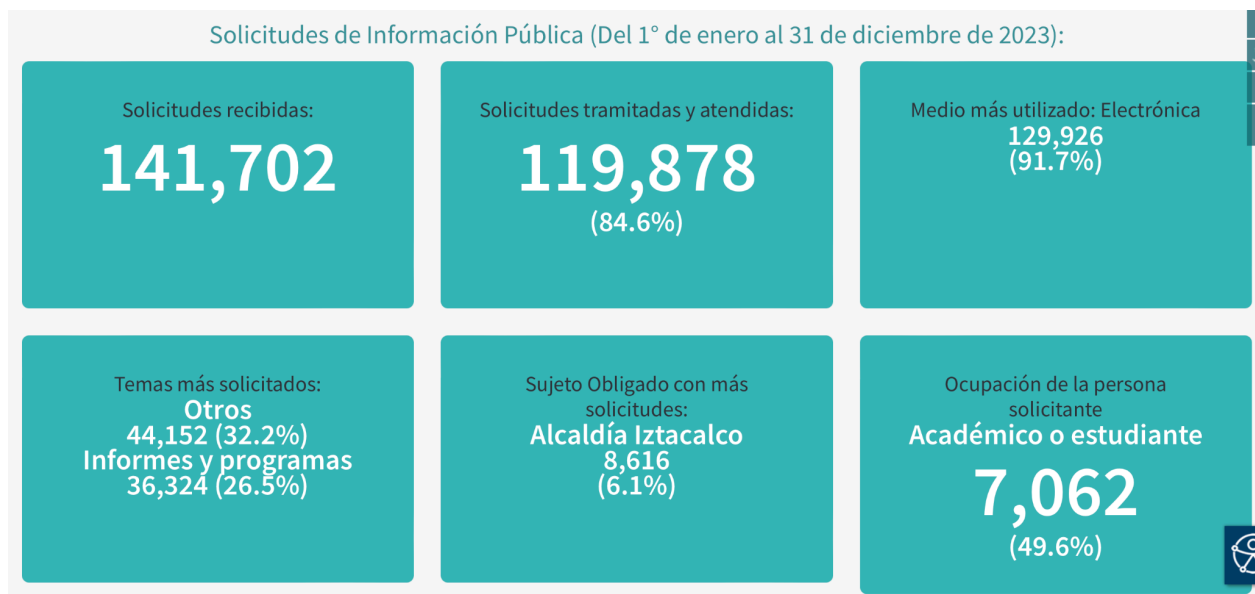 Solicitudes de Información Pública (Del 1° de enero al 31 de diciembre de 2023):
Solicitudes recibidas:
141,702
Solicitudes tramitadas y atendidas:
119,878
(84.6%)
Medio más utilizado: Electrónica
129,926
(91.7%)
Temas más solicitados:
Otros
44,152 (32.2%)
Informes y programas
36,324 (26.5%)
Sujeto Obligado con más
solicitudes:
Alcaldía Iztacalco
8,616
(6.1%)
Ocupación de la persona
solicitante
Académico o estudiante
7,062
(49.6%)